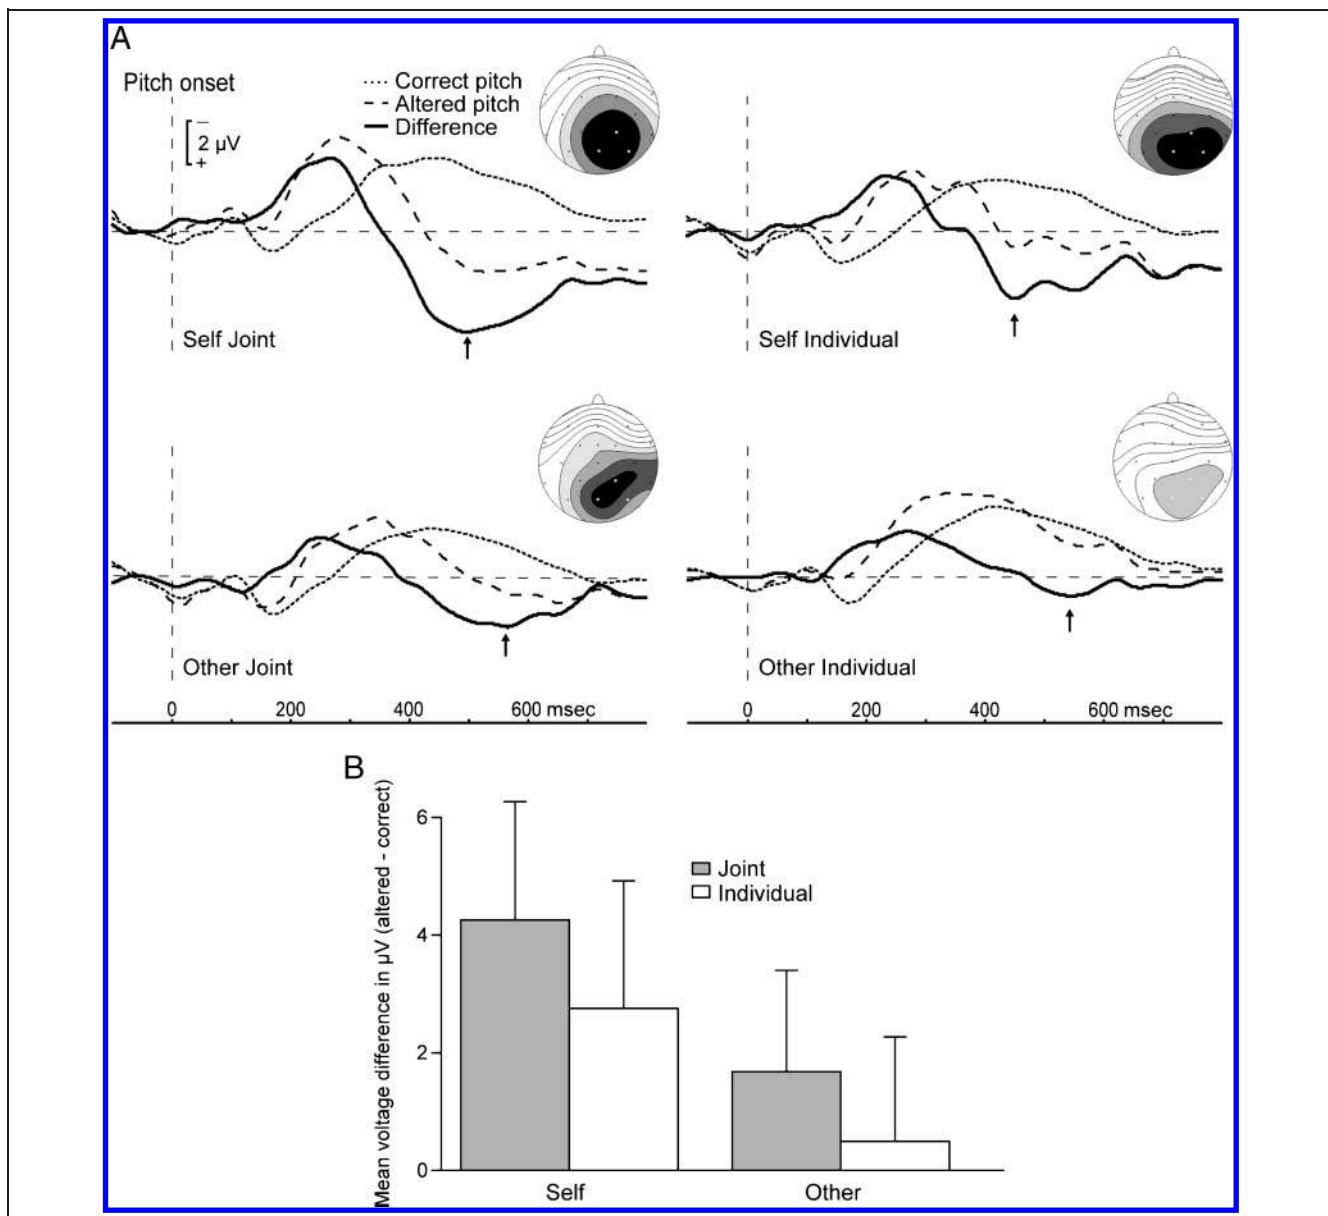 A
Pitch onset
Correct pitch
Altered pitch
Difference
–
2 µV
+
Self Joint
Self Individual
Other Joint
Other Individual
0 200 400 600 msec
0 200 400 600 msec
B
Mean voltage difference in µV (altered - correct)
6
4
2
0
Joint
Individual
Self Other